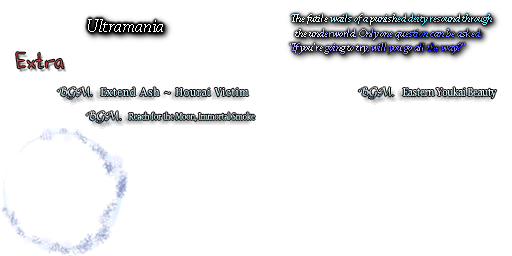 Ultramania
The futile wails of a punished deity resound through
the underworld. Only one question can be asked.
"If you're going to try, will you go all the way?"
Extra
BGM. Extend Ash ~ Hourai Victim
BGM. Eastern Youkai Beauty
BGM. Reach for the Moon, Immortal Smoke